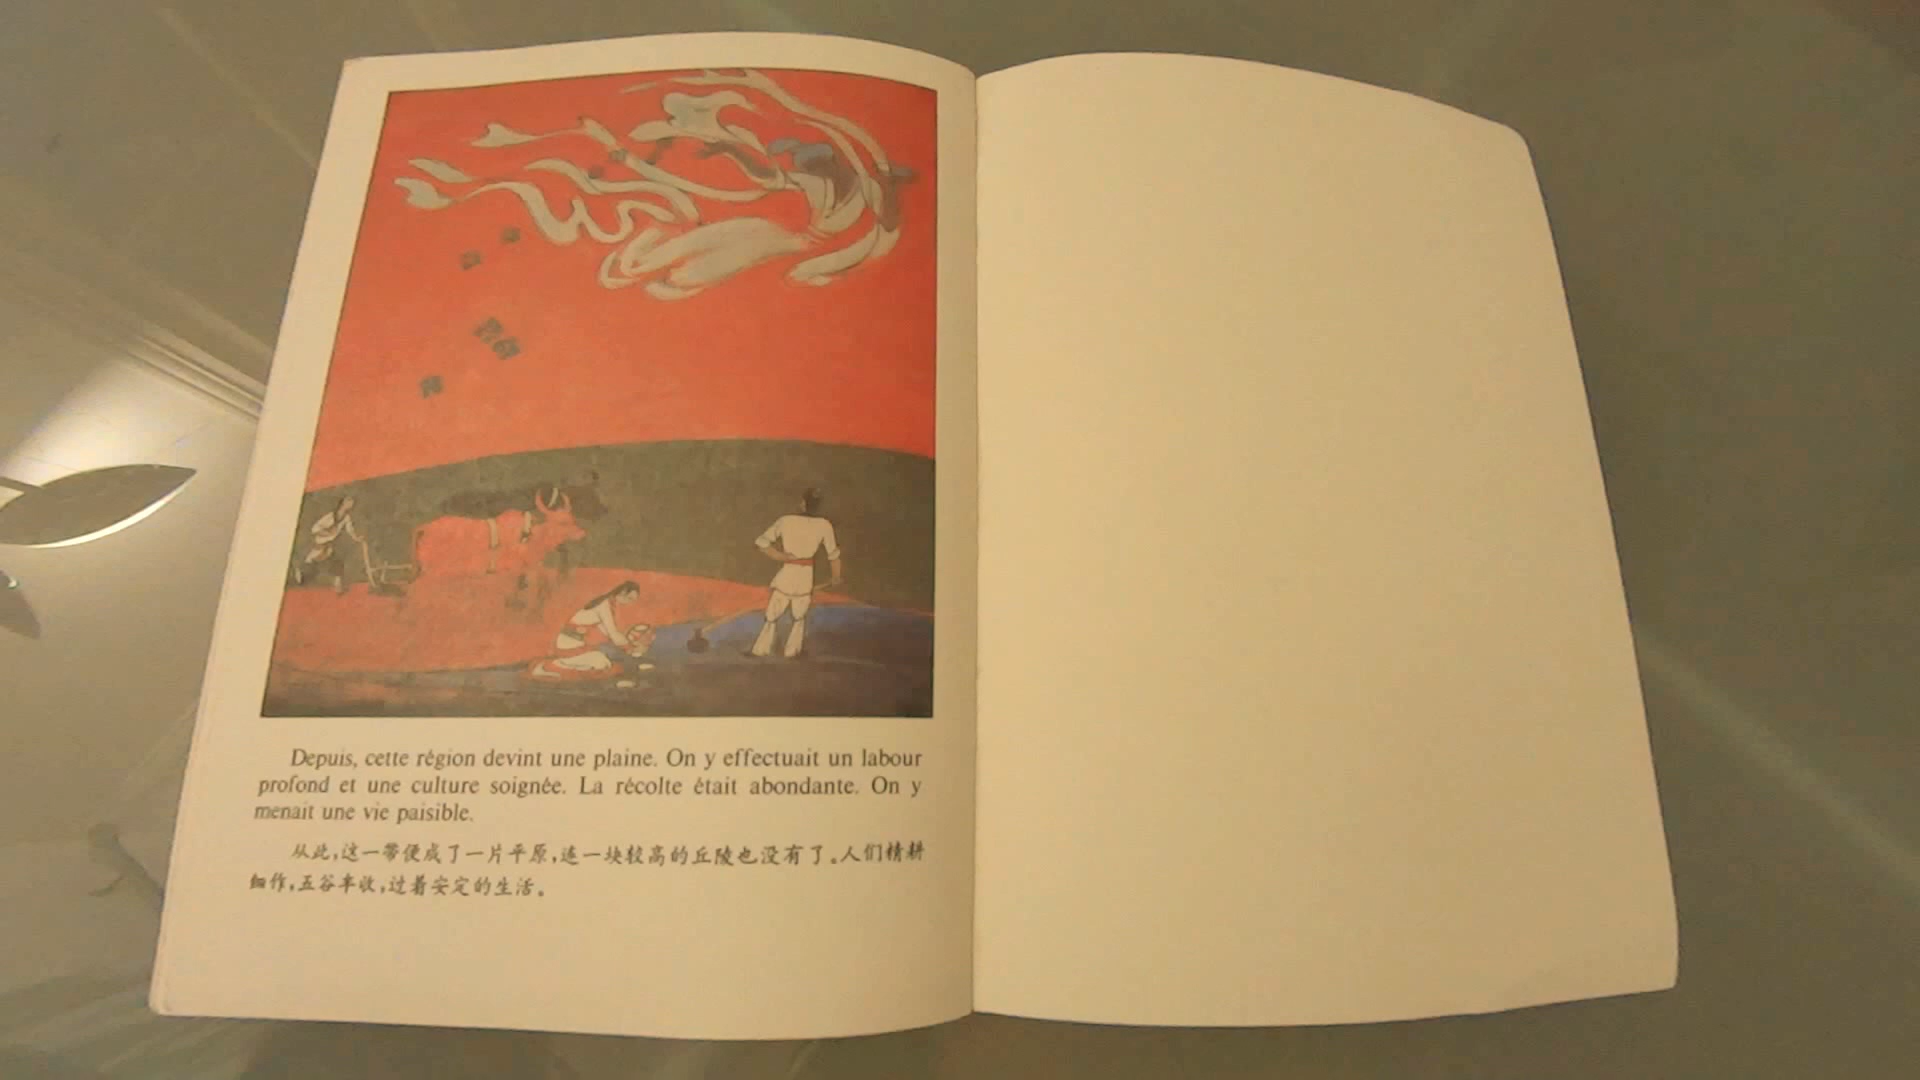 Depuis, cette région devint une plaine. On y effectuait un labour
profond et une culture soignée. La récolte était abondante. On y
menait une vie paisible.
从此,这一带便成了一片平原,连一块较高的丘陵也没有了。人们精耕
细作,五谷丰收,过着安定的生活。